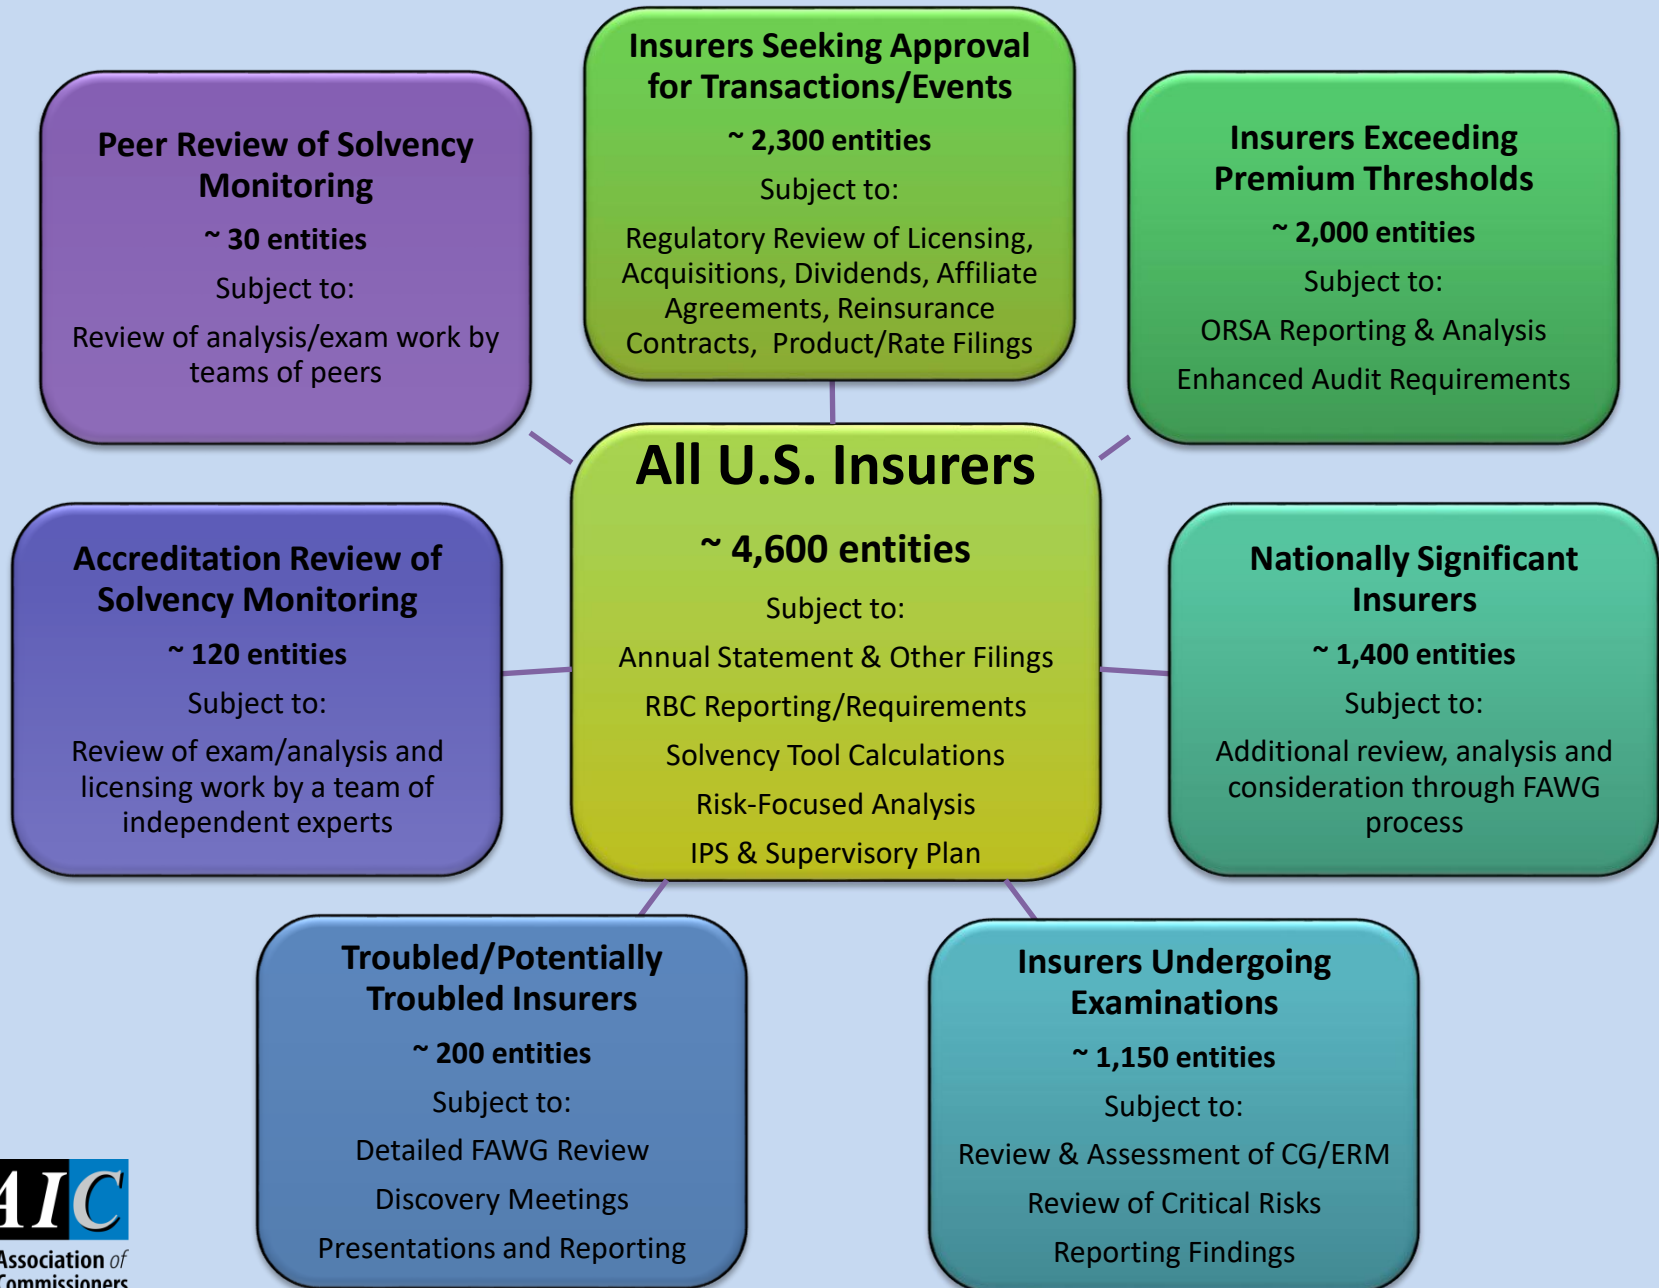 Insurers Seeking Approval
for Transactions/Events
~ 2,300 entities
Subject to:
Regulatory Review of Licensing,
Acquisitions, Dividends, Affiliate
Agreements, Reinsurance
Contracts, Product/Rate Filings
Peer Review of Solvency
Monitoring
~ 30 entities
Subject to:
Review of analysis/exam work by
teams of peers
Insurers Exceeding
Premium Thresholds
~ 2,000 entities
Subject to:
ORSA Reporting & Analysis
Enhanced Audit Requirements
All U.S. Insurers
~ 4,600 entities
Subject to:
Annual Statement & Other Filings
RBC Reporting/Requirements
Solvency Tool Calculations
Risk-Focused Analysis
IPS & Supervisory Plan
Accreditation Review of
Solvency Monitoring
~ 120 entities
Subject to:
Review of exam/analysis and
licensing work by a team of
independent experts
Nationally Significant
Insurers
~ 1,400 entities
Subject to:
Additional review, analysis and
consideration through FAWG
process
Troubled/Potentially
Troubled Insurers
~ 200 entities
Subject to:
Detailed FAWG Review
Discovery Meetings
Presentations and Reporting
Insurers Undergoing
Examinations
~ 1,150 entities
Subject to:
Review & Assessment of CG/ERM
Review of Critical Risks
Reporting Findings
AIC
Association of
Commissioners